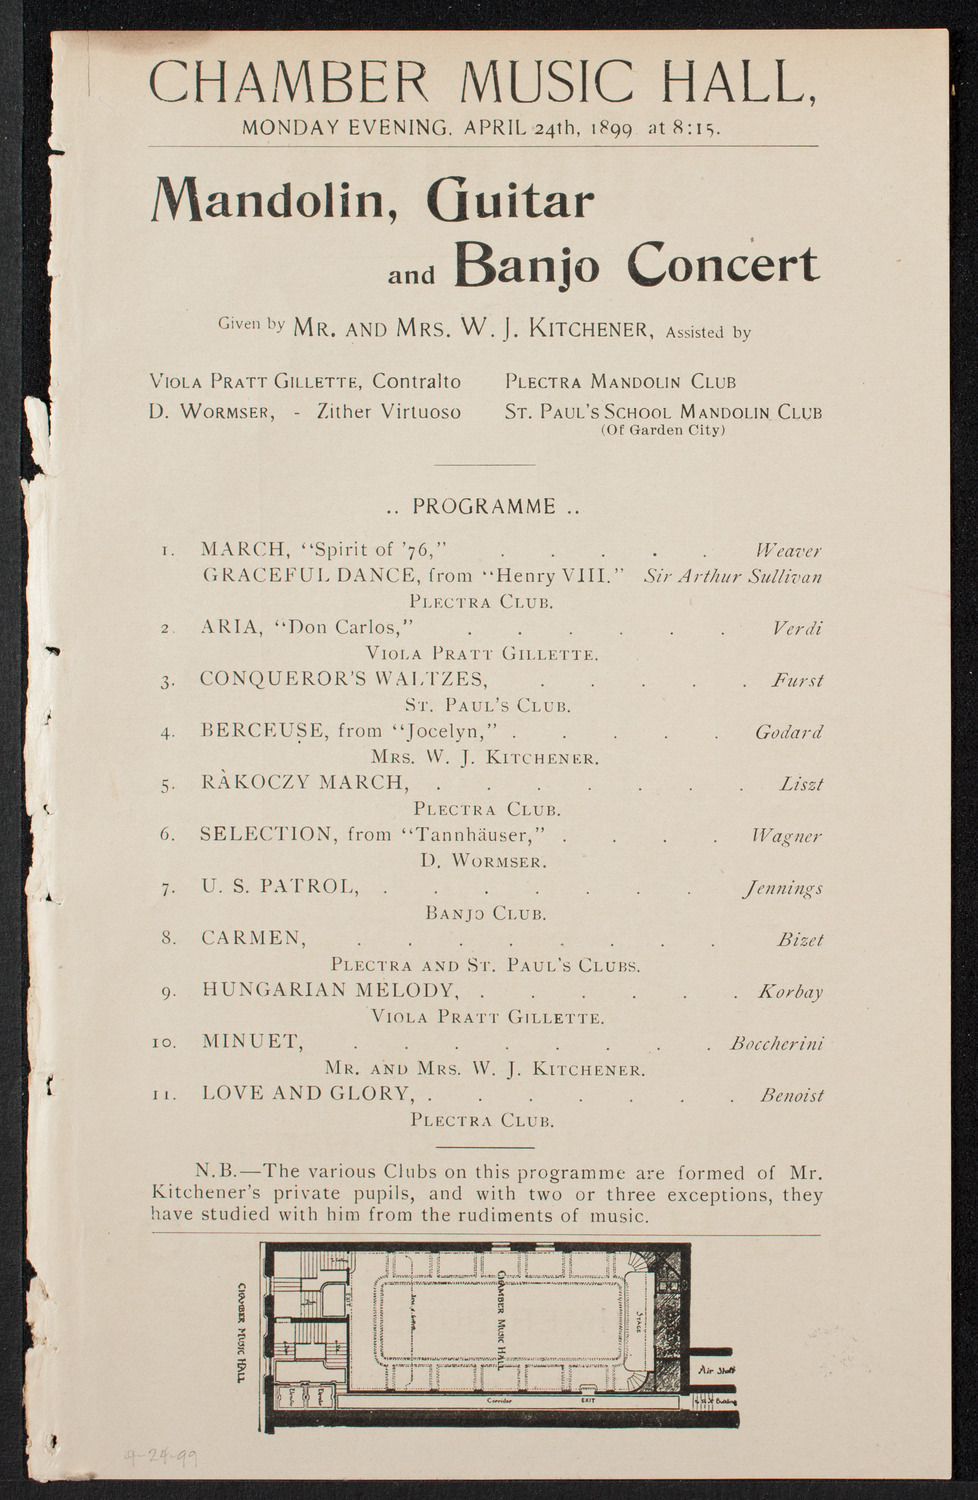 CHAMBER MUSIC HALL,
MONDAY EVENING, APRIL 24th, 1899 at 8:15.
Mandolin, Guitar
and Banjo Concert
Given by MR. AND MRS. W. J. KITCHENER, Assisted by
VIOLA PRATT GILLETTE, Contralto
D. WORMSER, - Zither Virtuoso
PLECTRA MANDOLIN CLUB
ST. PAUL'S SCHOOL MANDOLIN CLUB
(Of Garden City)
.. PROGRAMME ..
1. MARCH, "Spirit of '76," . . . . . Weaver
GRACEFUL DANCE, from "Henry VIII." Sir Arthur Sullivan
PLECTRA CLUB.
2. ARIA, "Don Carlos," . . . . . . Verdi
VIOLA PRATT GILLETTE.
3. CONQUEROR'S WALTZES, . . . . . Furst
ST. PAUL'S CLUB.
4. BERCEUSE, from "Jocelyn," . . . . . Godard
MRS. W. J. KITCHENER.
5. RÀKOCZY MARCH, . . . . . . . Liszt
PLECTRA CLUB.
6. SELECTION, from "Tannhäuser," . . . . Wagner
D. WORMSER.
7. U. S. PATROL, . . . . . . . Jennings
BANJO CLUB.
8. CARMEN, . . . . . . . . Bizet
PLECTRA AND ST. PAUL'S CLUBS.
9. HUNGARIAN MELODY, . . . . . . Korbay
VIOLA PRATT GILLETTE.
10. MINUET, . . . . . . . . Boccherini
MR. AND MRS. W. J. KITCHENER.
11. LOVE AND GLORY, . . . . . . . Benoist
PLECTRA CLUB.
N.B.—The various Clubs on this programme are formed of Mr.
Kitchener's private pupils, and with two or three exceptions, they
have studied with him from the rudiments of music.
CHAMBER MUSIC HALL
EXIT
CHAMBER MUSIC HALL
STAGE
Air Shaft
Corridor
EXIT
Building
4-24-99